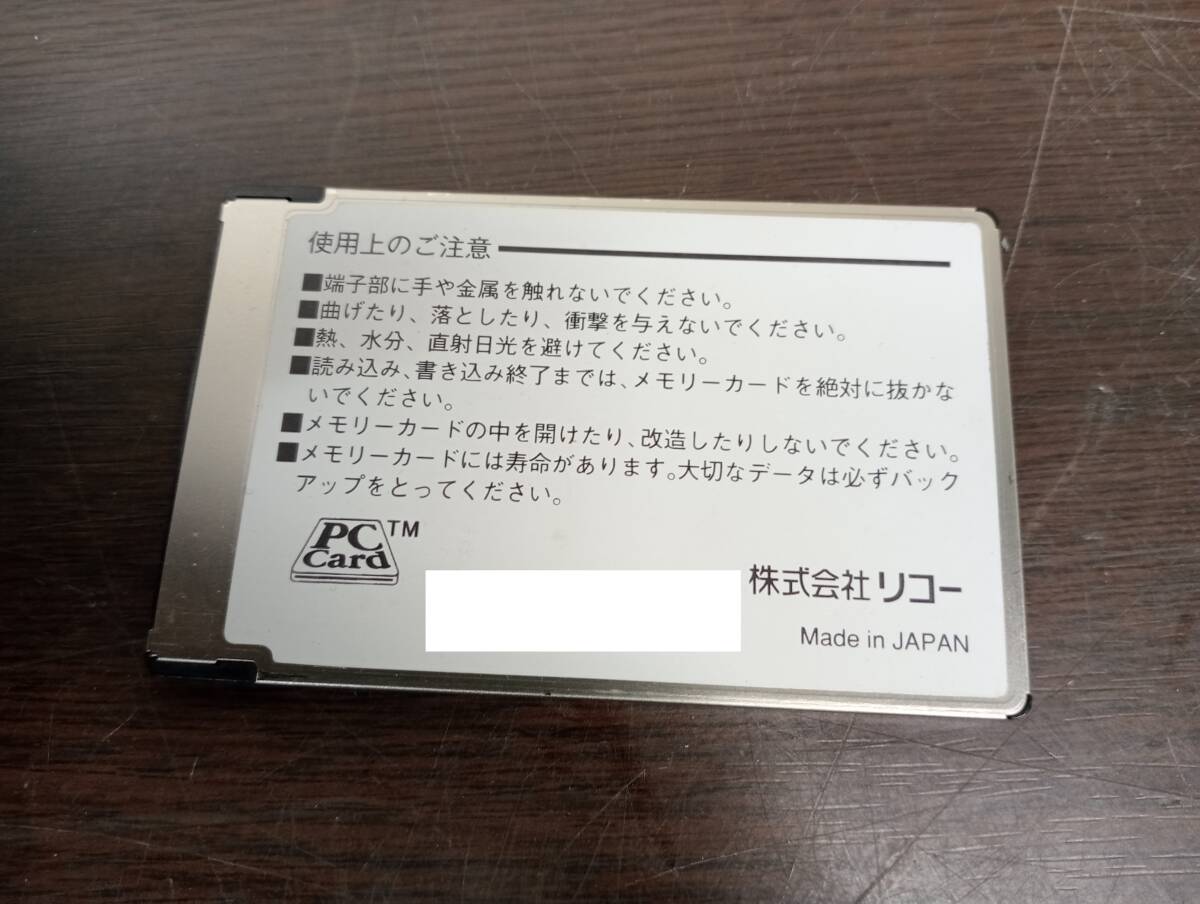 使用上のご注意
■端子部に手や金属を触れないでください。
■曲げたり、落としたり、衝撃を与えないでください。
■熱、水分、直射日光を避けてください。
■読み込み、書き込み終了までは、メモリーカードを絶対に抜かな
いでください。
■メモリーカードの中を開けたり、改造したりしないでください。
■メモリーカードには寿命があります。大切なデータは必ずバック
アップをとってください。
PC TM
Card
株式会社リコー
Made in JAPAN